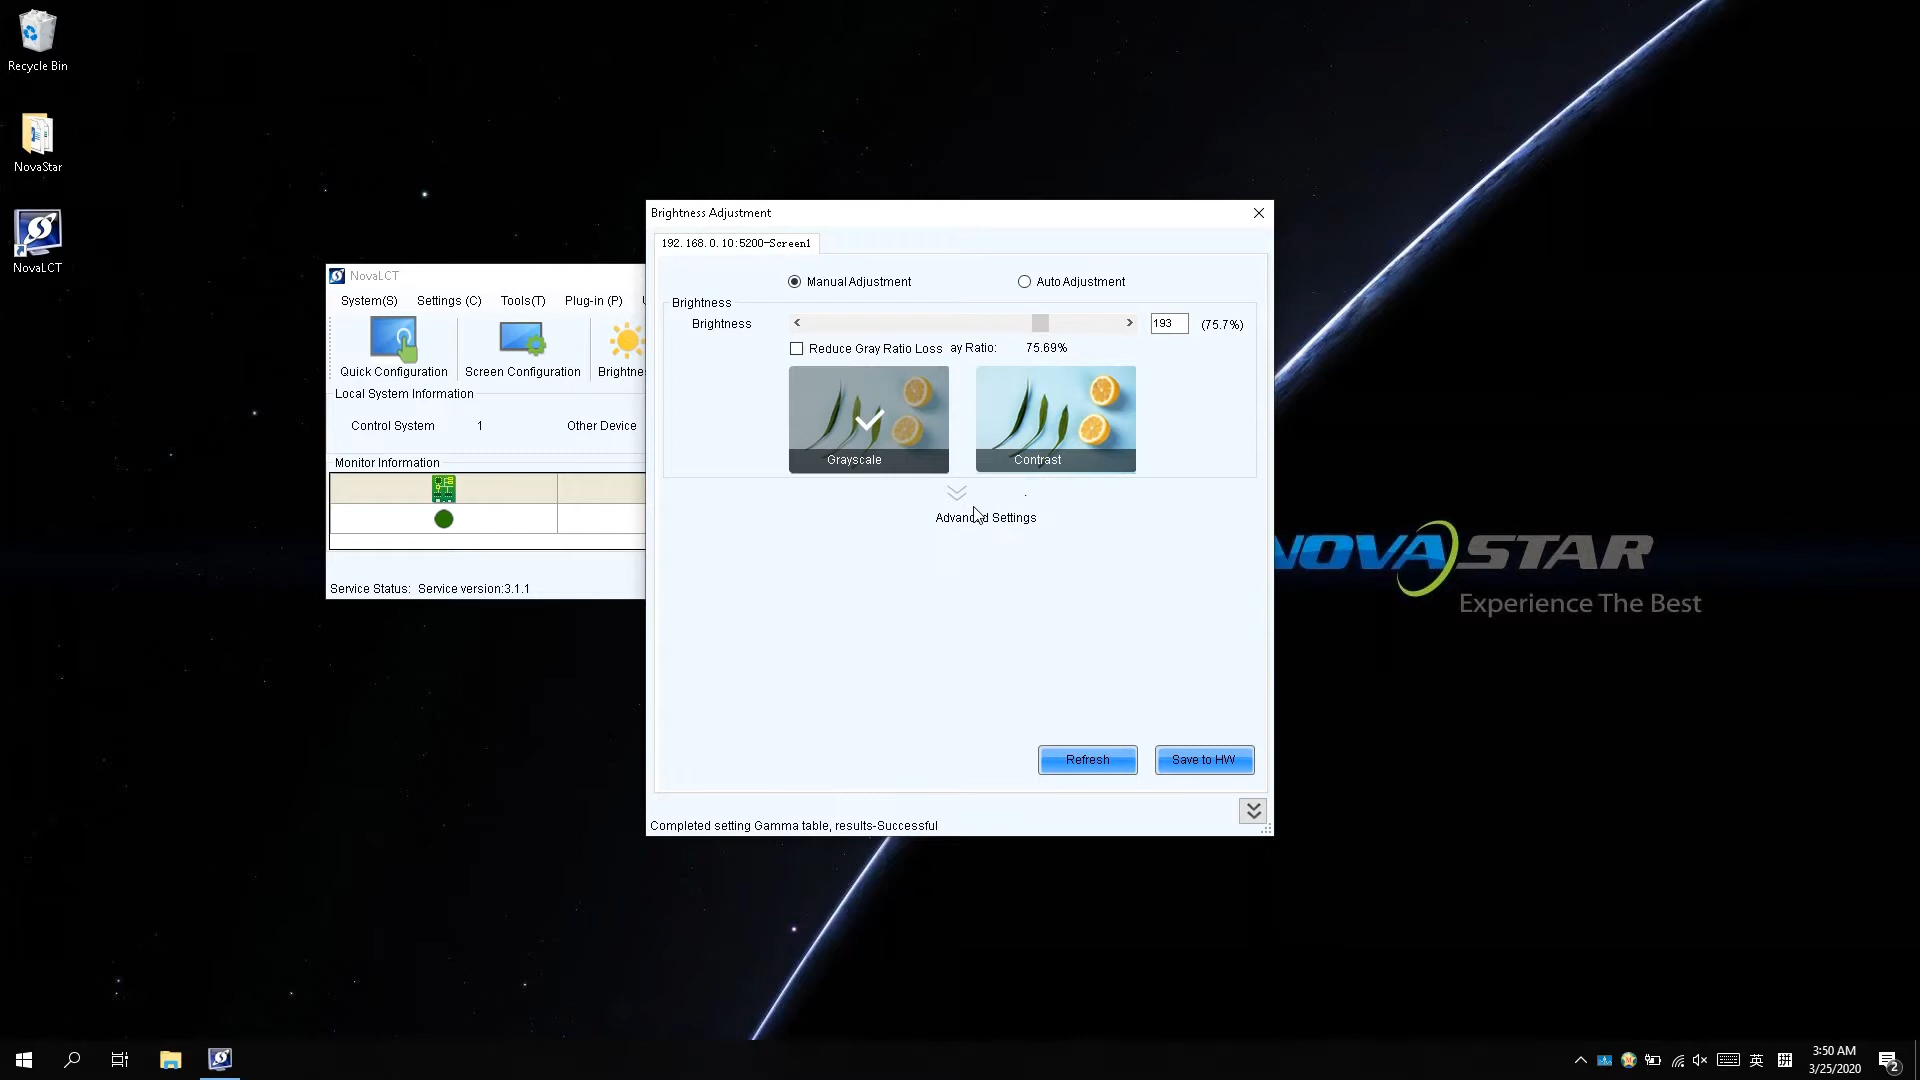 Recycle Bin
NovaStar
NovaLCT
NovaLCT
System(S) Settings (C) Tools(T) Plug-in (P)
Quick Configuration Screen Configuration
Local System Information
Control System 1 Other Device
Monitor Information
Service Status: Service version:3.1.1
Brightness Adjustment
192.168.0.10:5200-Screen1
Manual Adjustment Auto Adjustment
Brightness
Brightness 193 (75.7%)
Reduce Gray Ratio Loss ay Ratio: 75.69%
Grayscale Contrast
Advanced Settings
Refresh Save to HW
Completed setting Gamma table, results-Successful
NOVASTAR
Experience The Best
英 拼
3:50 AM
3/25/2020
2